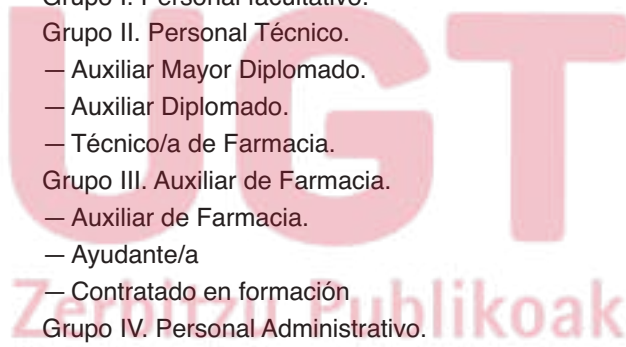 Grupo I. Personal facultativo.
Grupo II. Personal Técnico.
— Auxiliar Mayor Diplomado.
— Auxiliar Diplomado.
— Técnico/a de Farmacia.
Grupo III. Auxiliar de Farmacia.
— Auxiliar de Farmacia.
— Ayudante/a
— Contratado en formación
Grupo IV. Personal Administrativo.
UGT
Zerbitzu Publikoak